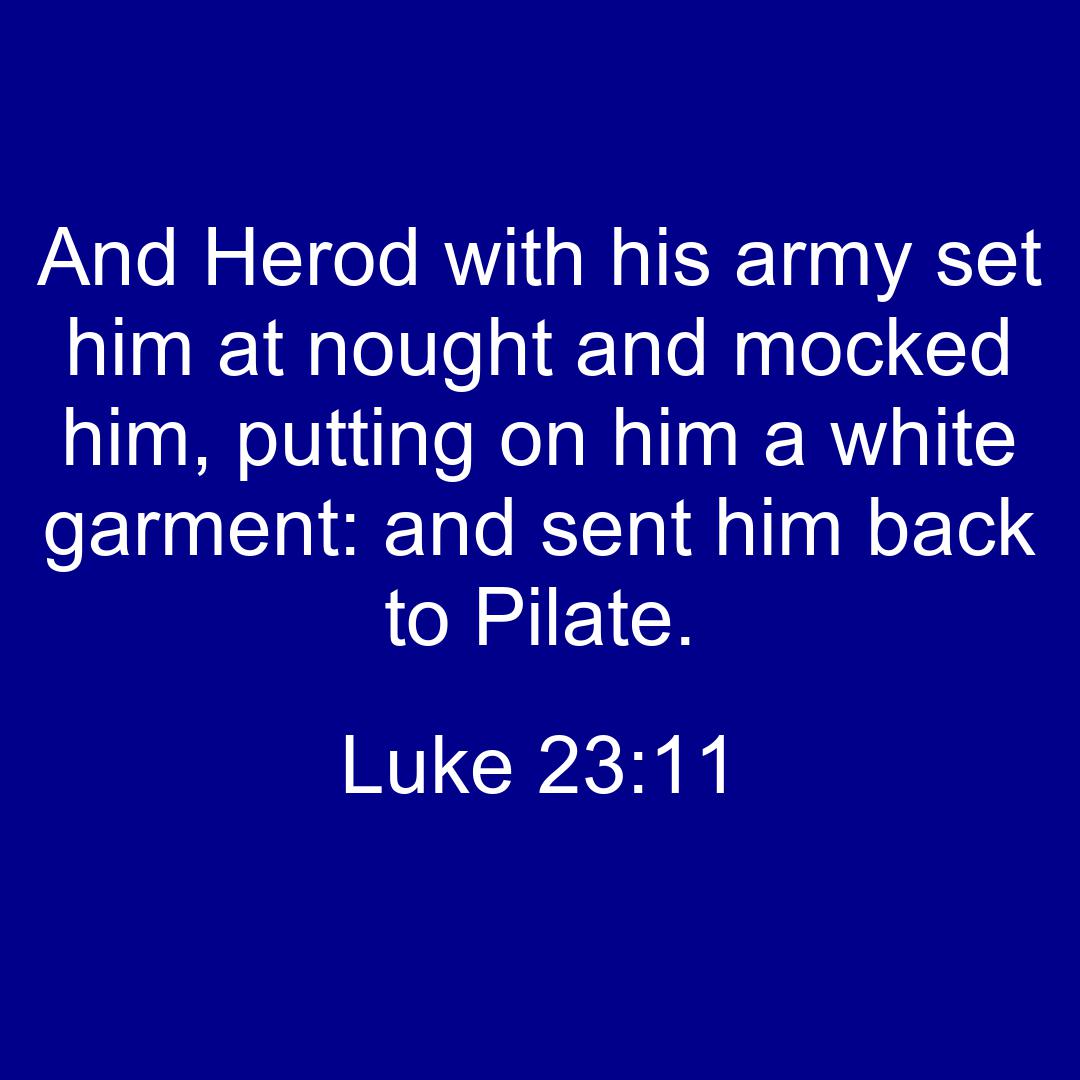 And Herod with his army set
him at nought and mocked
him, putting on him a white
garment: and sent him back
to Pilate.
Luke 23:11